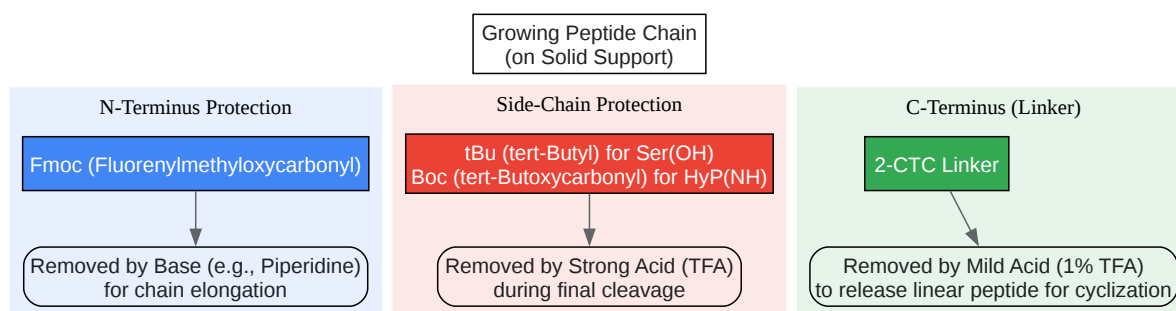 Growing Peptide Chain
(on Solid Support)
N-Terminus Protection
Fmoc (Fluorenylmethyloxycarbonyl)
Removed by Base (e.g., Piperidine)
for chain elongation
Side-Chain Protection
tBu (tert-Butyl) for Ser(OH)
Boc (tert-Butoxycarbonyl) for HyP(NH)
Removed by Strong Acid (TFA)
during final cleavage
C-Terminus (Linker)
2-CTC Linker
Removed by Mild Acid (1% TFA)
to release linear peptide for cyclization